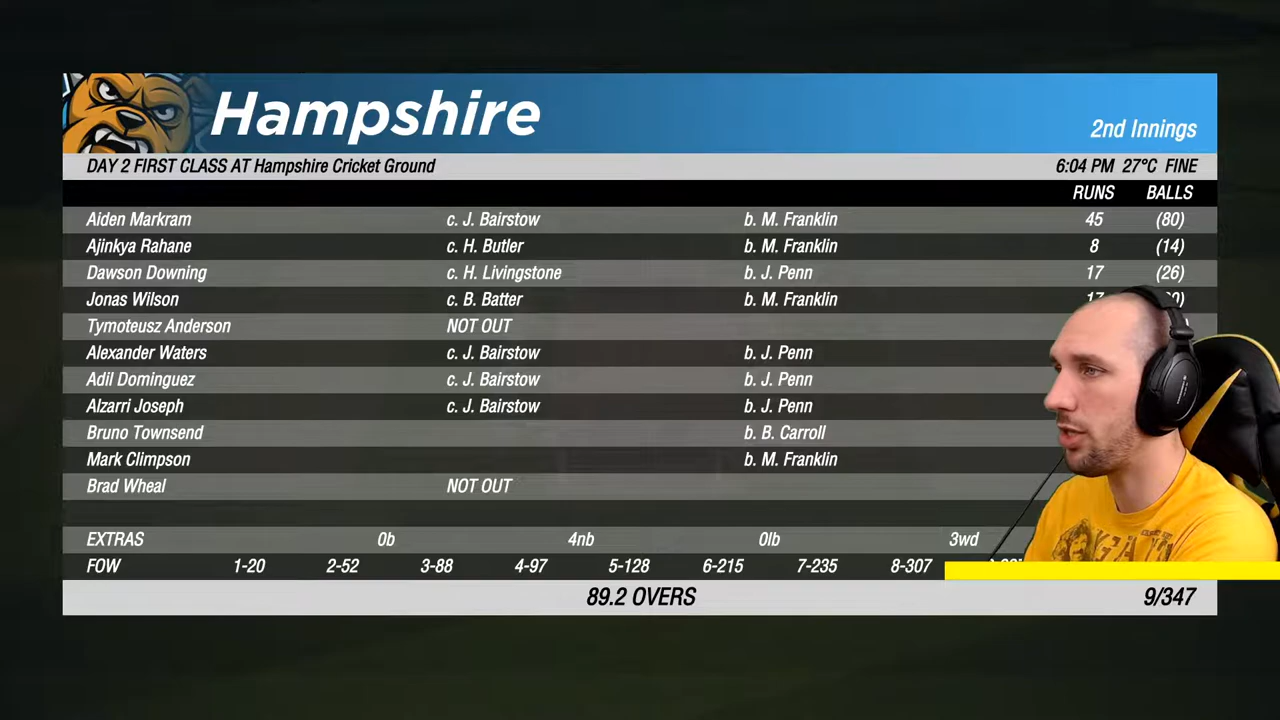 Hampshire
2nd Innings
DAY 2 FIRST CLASS AT Hampshire Cricket Ground 6:04 PM 27°C FINE
RUNS BALLS
Aiden Markram c. J. Bairstow b. M. Franklin 45 (80)
Ajinkya Rahane c. H. Butler b. M. Franklin 8 (14)
Dawson Downing c. H. Livingstone b. J. Penn 17 (26)
Jonas Wilson c. B. Batter b. M. Franklin 17
Tymoteusz Anderson NOT OUT
Alexander Waters c. J. Bairstow b. J. Penn
Adil Dominguez c. J. Bairstow b. J. Penn
Alzarri Joseph c. J. Bairstow b. J. Penn
Bruno Townsend b. B. Carroll
Mark Climpson b. M. Franklin
Brad Wheal NOT OUT
EXTRAS 0b 4nb 0lb 3wd
FOW 1-20 2-52 3-88 4-97 5-128 6-215 7-235 8-307
89.2 OVERS 9/347